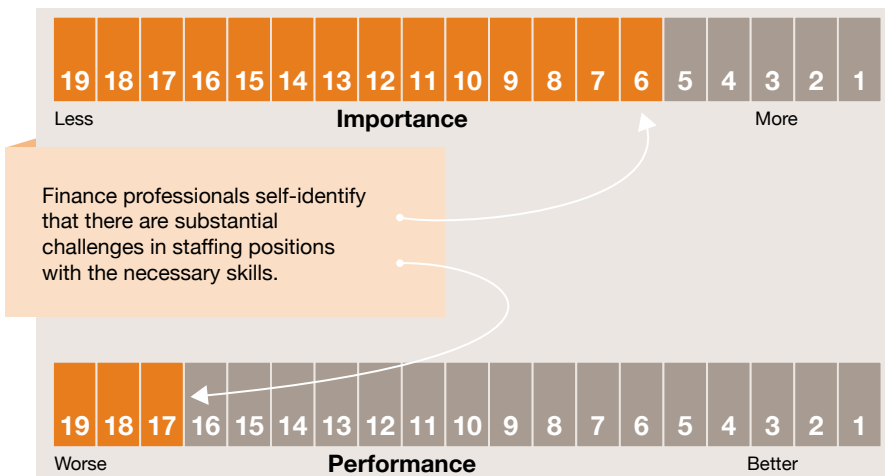 19 18 17 16 15 14 13 12 11 10 9 8 7 6 5 4 3 2 1
Less Importance More
Finance professionals self-identify
that there are substantial
challenges in staffing positions
with the necessary skills.
19 18 17 16 15 14 13 12 11 10 9 8 7 6 5 4 3 2 1
Worse Performance Better